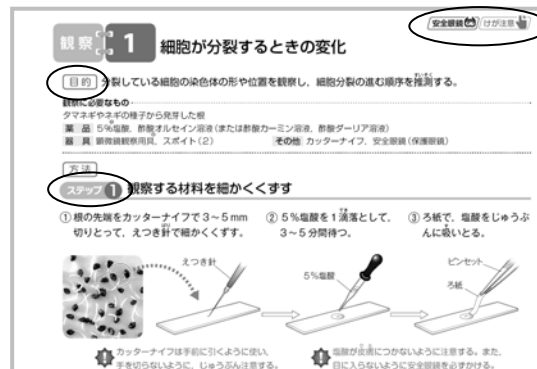 安全眼鏡 けが注意
観察 1 細胞が分裂するときの変化
目的 分裂している細胞の染色体の形や位置を観察し，細胞分裂の進む順序を推測する。
観察に必要なもの
タマネギやネギの種子から発芽した根
薬 品 5％塩酸，酢酸オルセイン溶液（または酢酸カーミン溶液，酢酸ダーリア溶液）
器 具 顕微鏡観察用具，スポイト（2） その他 カッターナイフ，安全眼鏡（保護眼鏡）
方法
ステップ 1 観察する材料を細かくくずす
① 根の先端をカッターナイフで3～5 mm
切りとって，えつき針で細かくくずす。
② 5％塩酸を1滴落として，
3～5分間待つ。
③ ろ紙で，塩酸をじゅうぶ
んに吸いとる。
えつき針
5％塩酸
ピンセット
ろ紙
カッターナイフは手前に引くように使い，
手を切らないように，じゅうぶん注意する。
塩酸が皮膚につかないように注意する。また，
目に入らないように安全眼鏡を必ずかける。